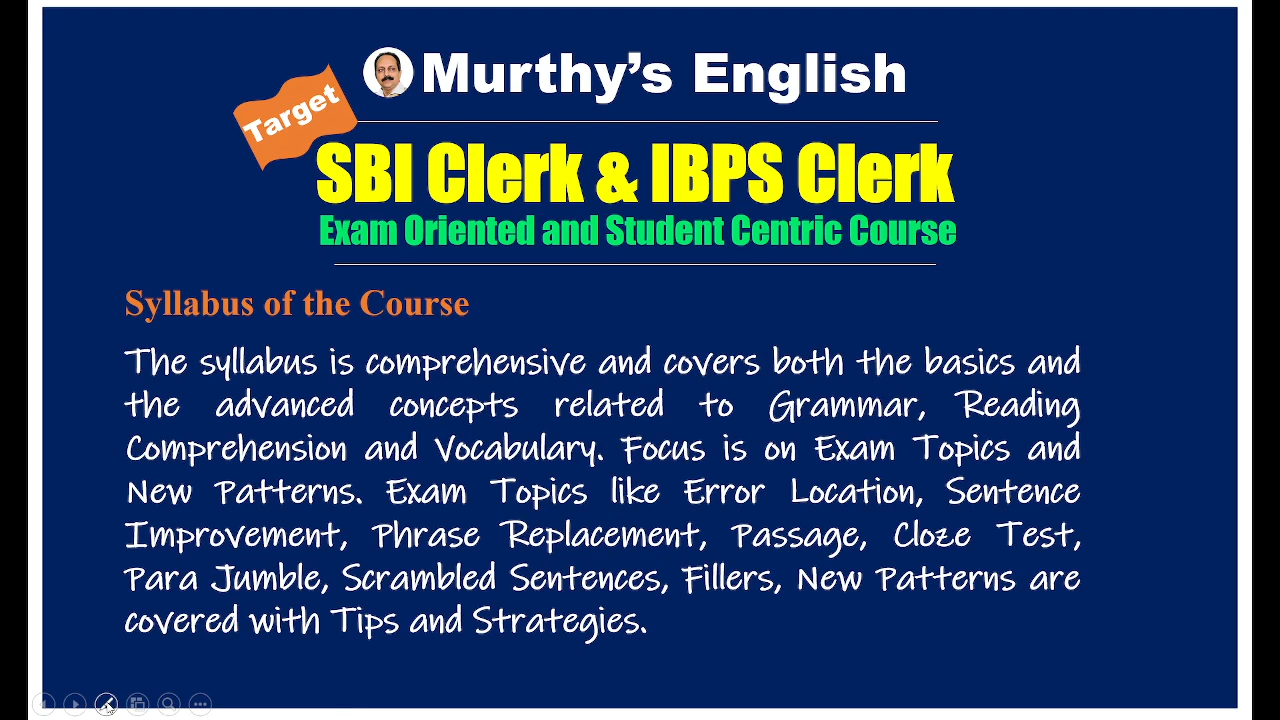 Murthy's English
Target
SBI Clerk & IBPS Clerk
Exam Oriented and Student Centric Course
Syllabus of the Course
The syllabus is comprehensive and covers both the basics and
the advanced concepts related to Grammar, Reading
Comprehension and Vocabulary. Focus is on Exam Topics and
New Patterns. Exam Topics like Error Location, Sentence
Improvement, Phrase Replacement, Passage, Cloze Test,
Para Jumble, Scrambled Sentences, Fillers, New Patterns are
covered with Tips and Strategies.